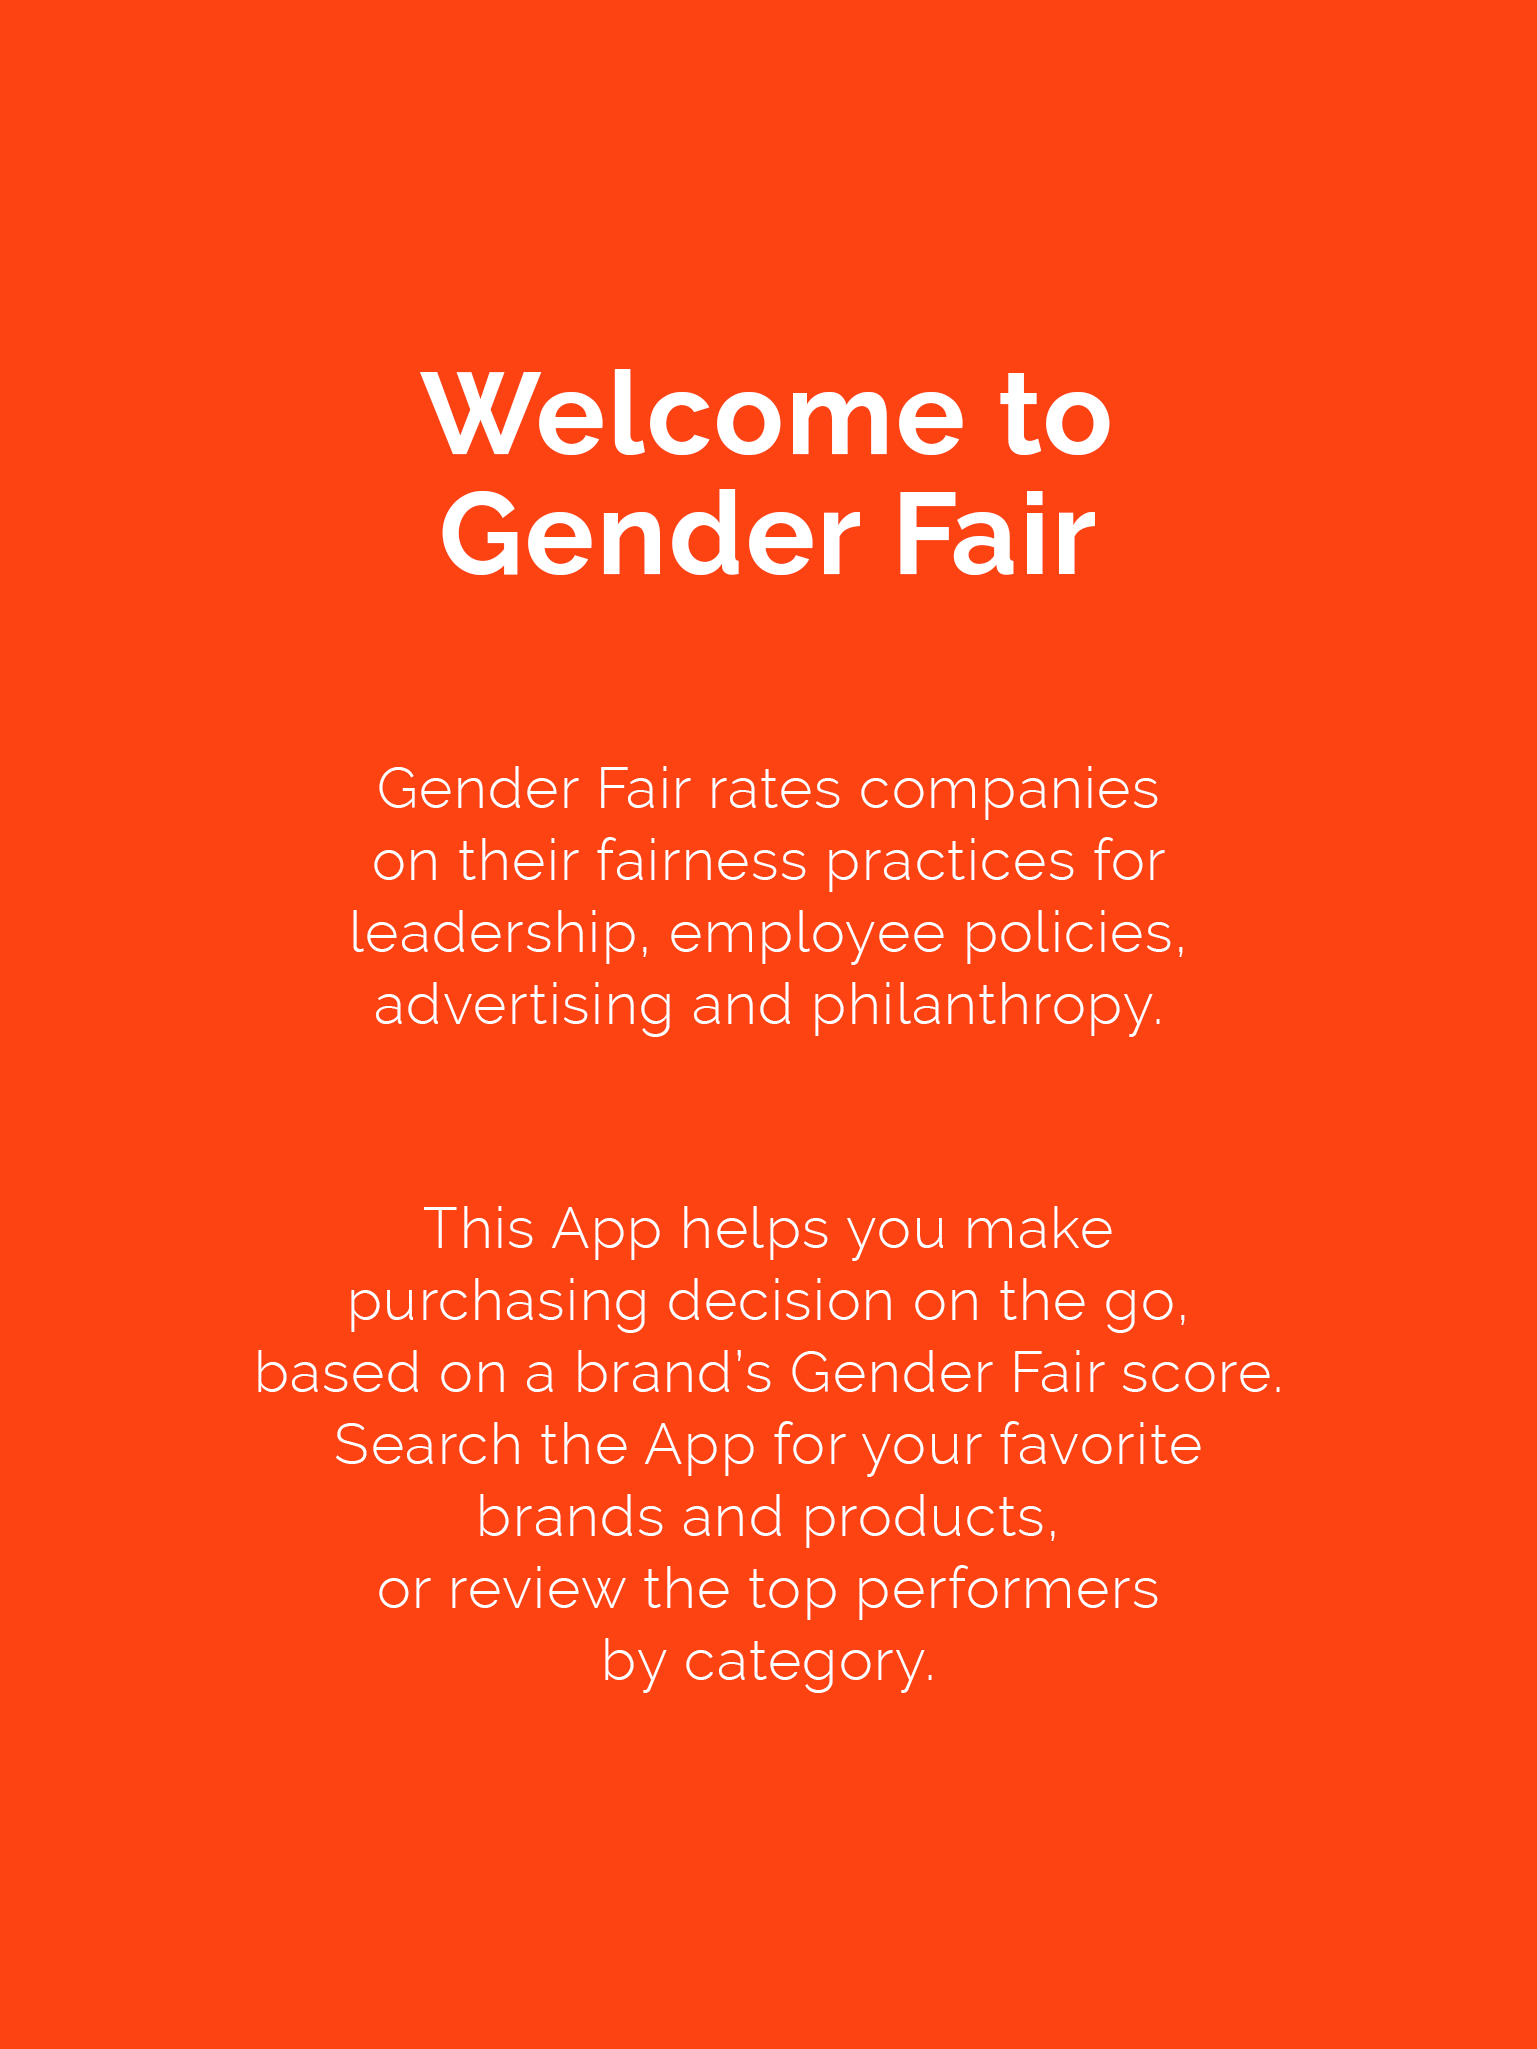 Welcome to
Gender Fair
Gender Fair rates companies
on their fairness practices for
leadership, employee policies,
advertising and philanthropy.
This App helps you make
purchasing decision on the go,
based on a brand’s Gender Fair score.
Search the App for your favorite
brands and products,
or review the top performers
by category.